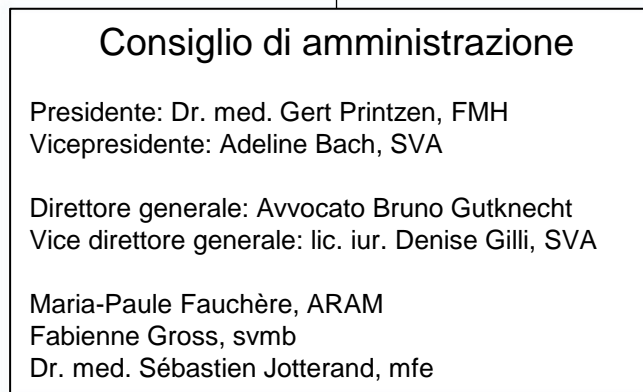 Consiglio di amministrazione
Presidente: Dr. med. Gert Printzen, FMH
Vicepresidente: Adeline Bach, SVA
Direttore generale: Avvocato Bruno Gutknecht
Vice direttore generale: lic. iur. Denise Gilli, SVA
Maria-Paule Fauchère, ARAM
Fabienne Gross, svmb
Dr. med. Sébastien Jotterand, mfe